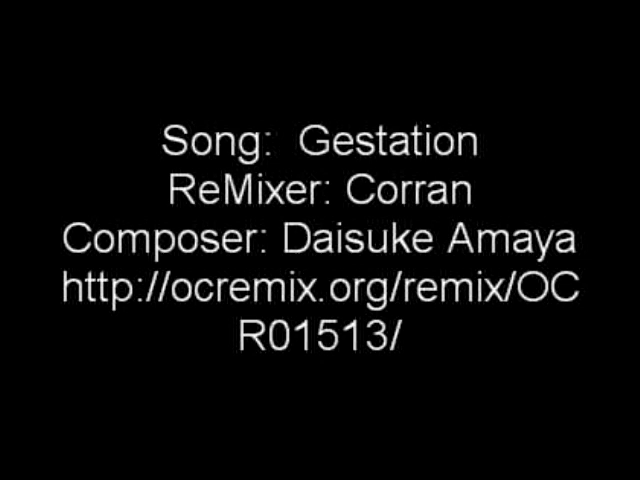 Song:  Gestation
ReMixer: Corran
Composer: Daisuke Amaya
http://ocremix.org/remix/OC
R01513/